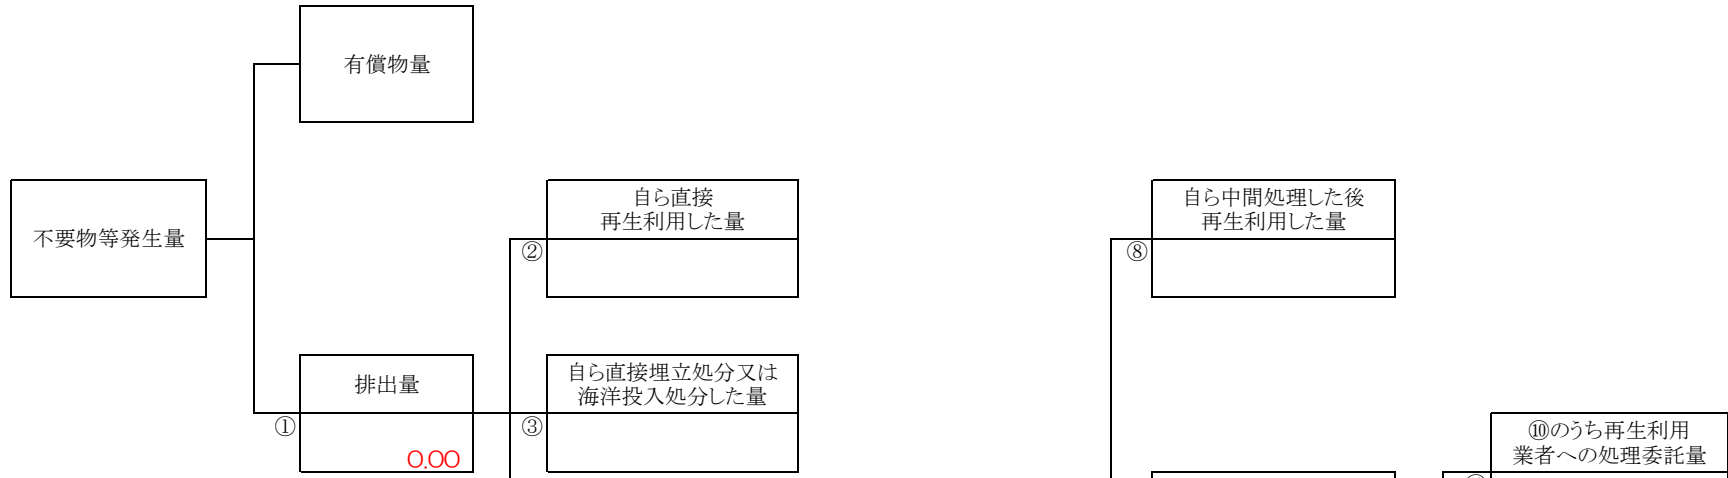 有償物量
不要物等発生量
自ら直接
再生利用した量
②
自ら中間処理した後
再生利用した量
⑧
排出量
①
0.00
自ら直接埋立処分又は
海洋投入処分した量
③
⑩のうち再生利用
業者への処理委託量